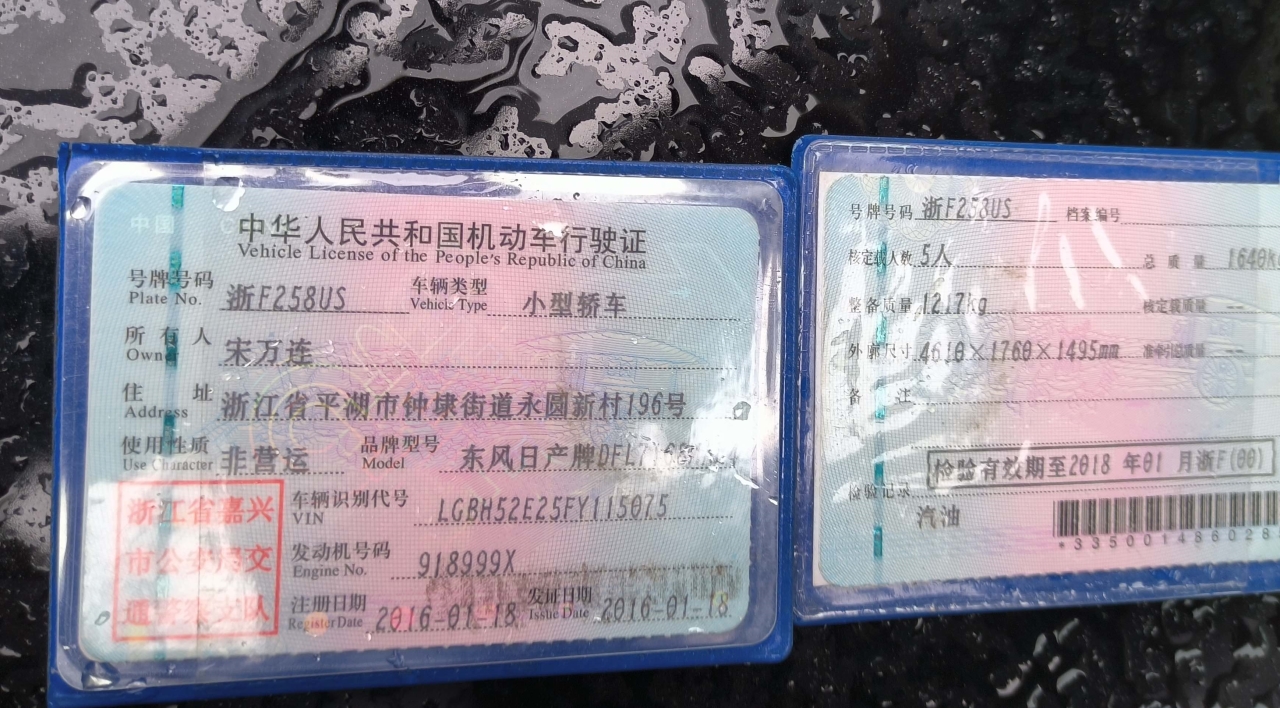 中国
中华人民共和国机动车行驶证
Vehicle License of the People's Republic of China
号牌号码 浙F258US 车辆类型 小型轿车
Plate No. Vehicle Type
所有人 宋万连
Owner
住址 浙江省平湖市钟埭街道永圆新村196号
Address
使用性质 非营运 品牌型号 东风日产牌
Use Character Model
浙江省嘉兴
市公安局交
通警察支队
车辆识别代号 LGBH52E25FY115075
VIN
发动机号码 918999X
Engine No.
注册日期 2016-01-18 发证日期 2016-01-18
Register Date Issue Date
号牌号码 浙F258US 档案编号
核定载人数 5人 总质量 1640kg
整备质量 1217kg 核定载质量 --
外廓尺寸 4610×1760×1495mm 准牵引总质量 --
备注
检验有效期至2018 年01 月浙F(00)
检验记录
汽油
*335001486028